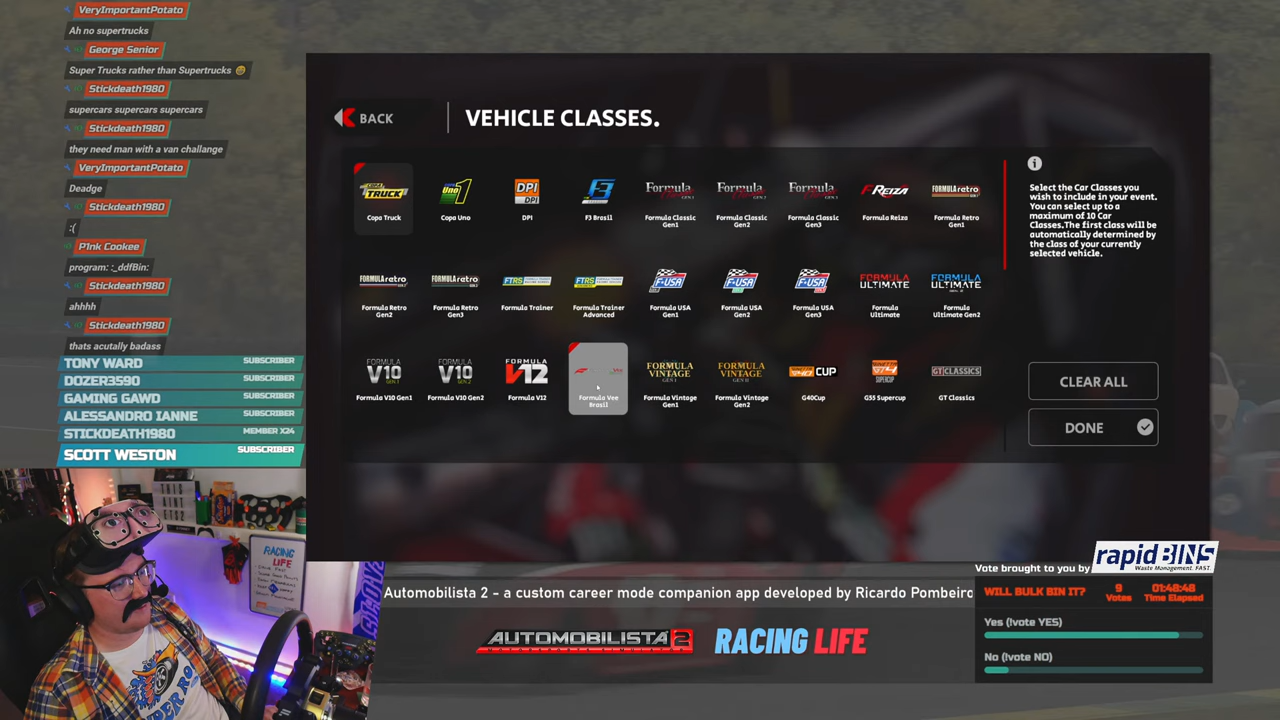 VeryImportantPotato
Ah no supertrucks
George Senior
Super Trucks rather than Supertrucks
Stickdeath1980
supercars supercars supercars
Stickdeath1980
they need man with a van challange
VeryImportantPotato
Deadge
Stickdeath1980
:(
P1nk Cookee
program: :_ddfBin:
Stickdeath1980
ahhhh
Stickdeath1980
thats acutally badass
TONY WARD SUBSCRIBER
DOZER3590 SUBSCRIBER
GAMING GAWD SUBSCRIBER
ALESSANDRO IANNE SUBSCRIBER
STICKDEATH1980 MEMBER X24
SCOTT WESTON SUBSCRIBER
BACK
VEHICLE CLASSES.
Copa Truck
Copa Uno
DPI
F3 Brasil
Formula Classic Gen1
Formula Classic Gen2
Formula Classic Gen3
Formula Reiza
Formula Retro Gen1
Formula Retro Gen2
Formula Retro Gen3
Formula Trainer
Formula Trainer Advanced
Formula USA Gen1
Formula USA Gen2
Formula USA Gen3
Formula Ultimate
Formula Ultimate Gen2
Formula V10 Gen1
Formula V10 Gen2
Formula V12
Formula Vee Brasil
Formula Vintage Gen1
Formula Vintage Gen2
G40Cup
G55 Supercup
GT Classics
Select the Car Classes you
wish to include in your event.
You can select up to a
maximum of 10 Car
Classes.The first class will be
automatically determined by
the class of your currently
selected vehicle.
CLEAR ALL
DONE
RACING
LIFE
Automobilista 2 - a custom career mode companion app developed by Ricardo Pombeiro
AUTOMOBILISTA 2
RACING LIFE
Vote brought to you by
rapid BINS
Waste Management. FAST.
WILL BULK BIN IT?
9
Votes
01:48:48
Time Elapsed
Yes (!vote YES)
No (!vote NO)